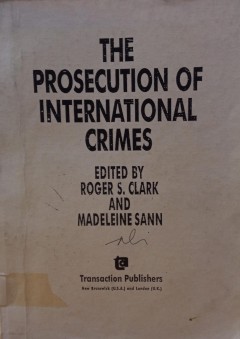 THE
PROSECUTION OF
INTERNATIONAL
CRIMES
EDITED BY
ROGER S. CLARK
AND
MADELEINE SANN
Transaction Publishers
New Brunswick (U.S.A.) and London (U.K.)